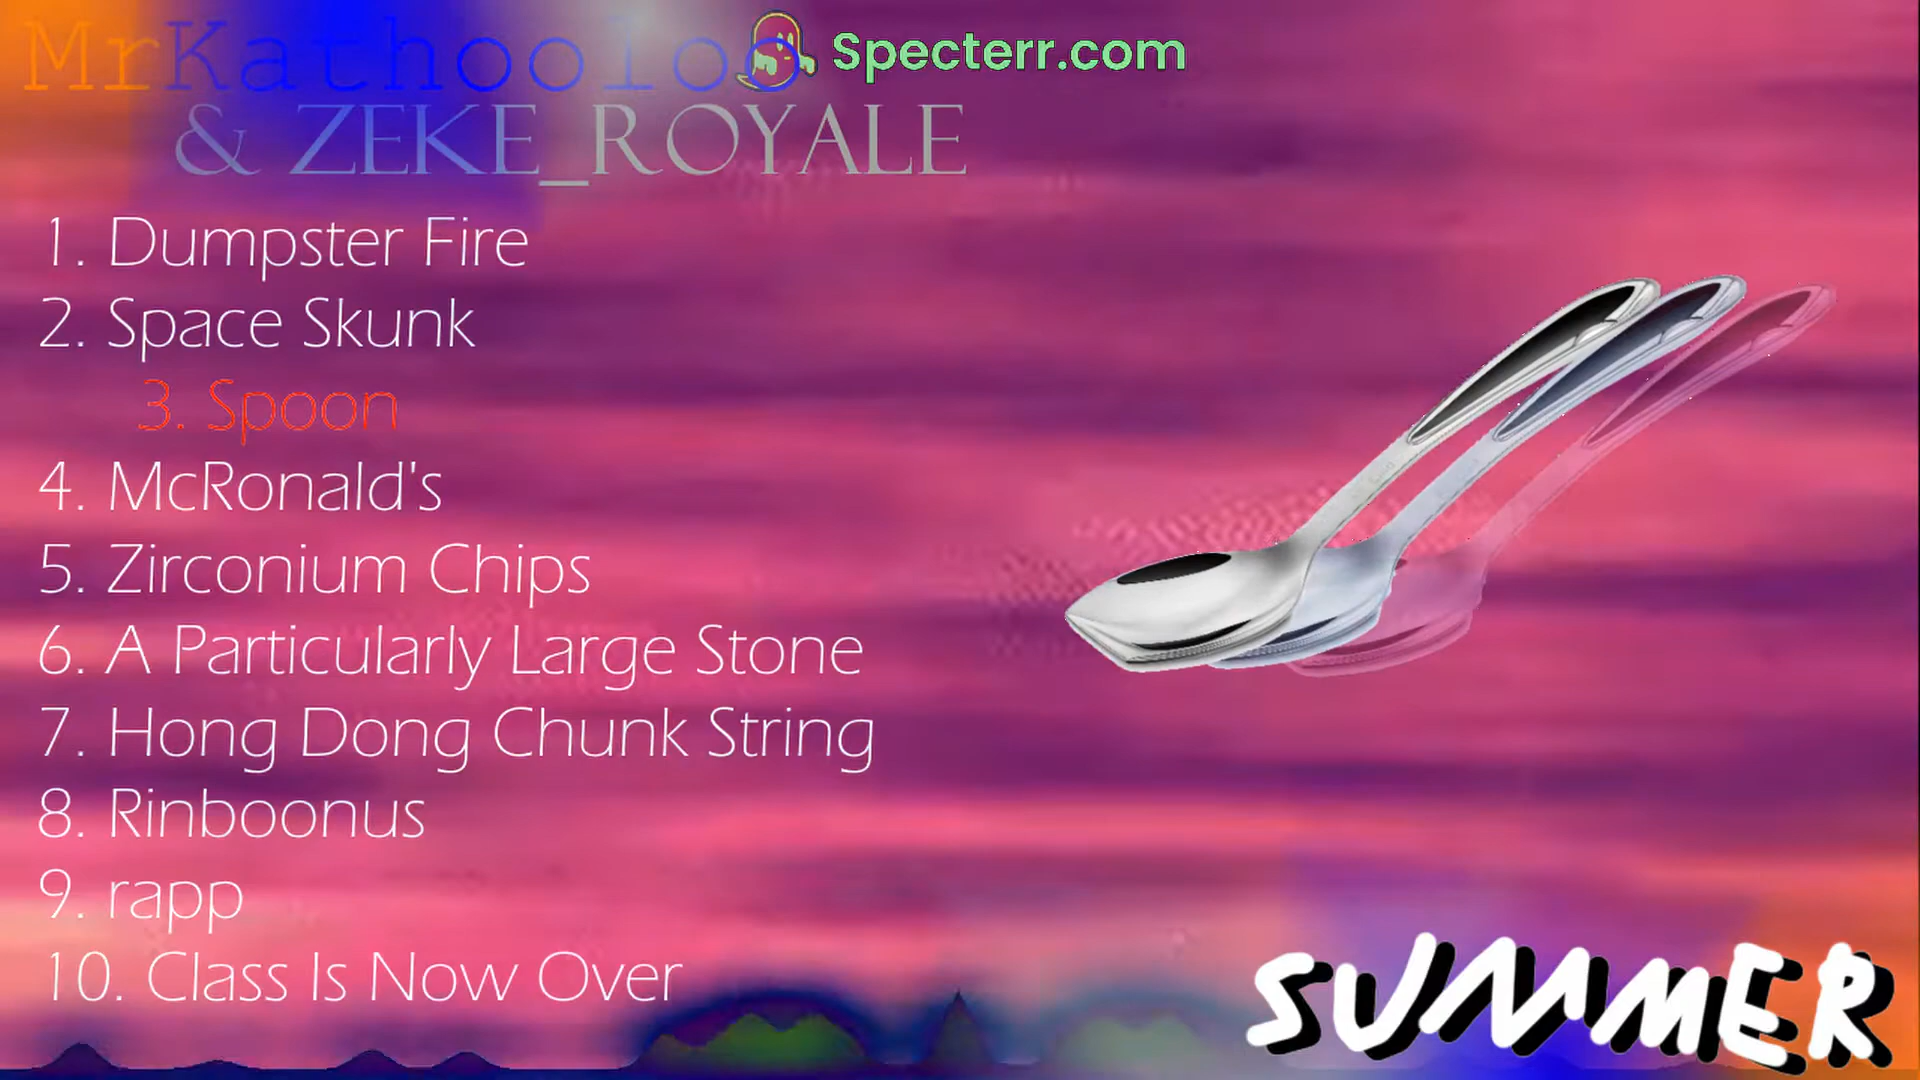 MrKathooloo
Specterr.com
& ZEKE_ROYALE
1. Dumpster Fire
2. Space Skunk
3. Spoon
4. McRonald's
5. Zirconium Chips
6. A Particularly Large Stone
7. Hong Dong Chunk String
8. Rinboonus
9. rapp
10. Class Is Now Over
SUMMER